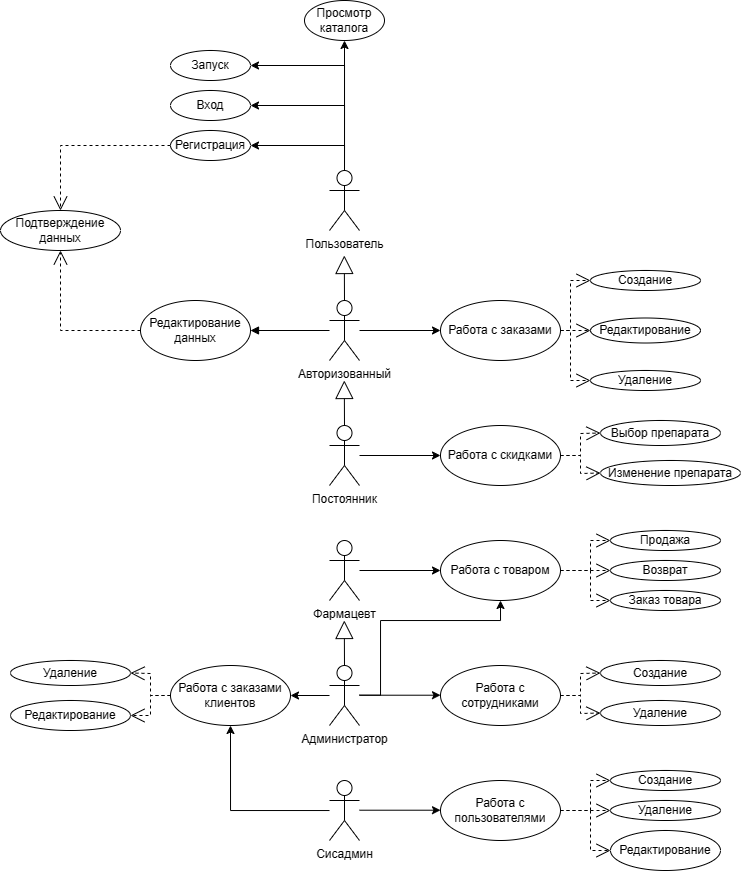 Просмотр
каталога
Запуск
Вход
Регистрация
Подтверждение
данных
Пользователь
Редактирование
данных
Авторизованный
Работа с заказами
Создание
Редактирование
Удаление
Постоянник
Работа с скидками
Выбор препарата
Изменение препарата
Фармацевт
Работа с товаром
Продажа
Возврат
Заказ товара
Удаление
Редактирование
Работа с заказами
клиентов
Администратор
Работа с
сотрудниками
Создание
Удаление
Сисадмин
Работа с
пользователями
Создание
Удаление
Редактирование